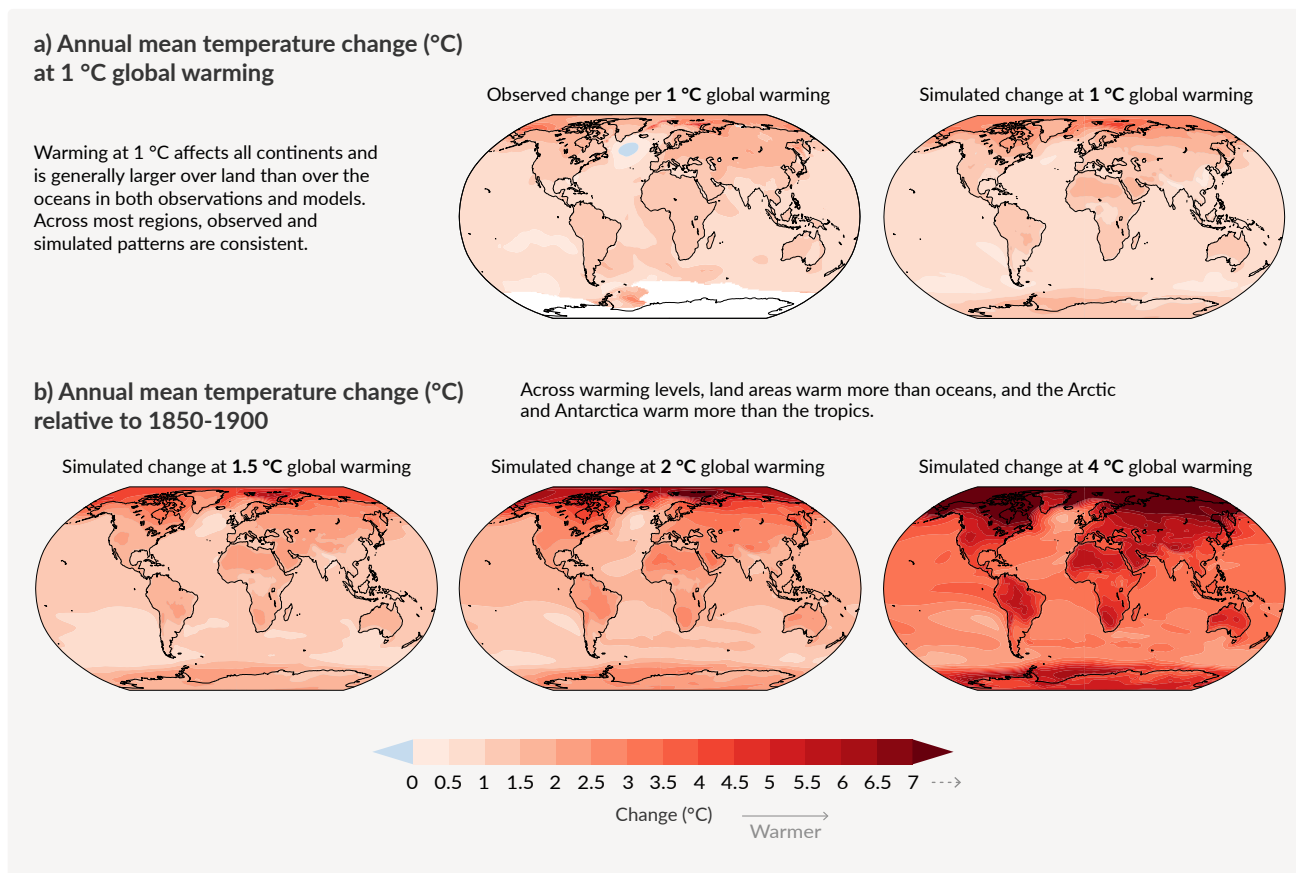 a) Annual mean temperature change (°C)
at 1 °C global warming
Warming at 1 °C affects all continents and
is generally larger over land than over the
oceans in both observations and models.
Across most regions, observed and
simulated patterns are consistent.
Observed change per 1 °C global warming
Simulated change at 1 °C global warming
b) Annual mean temperature change (°C)
relative to 1850-1900
Across warming levels, land areas warm more than oceans, and the Arctic
and Antarctica warm more than the tropics.
Simulated change at 1.5 °C global warming
Simulated change at 2 °C global warming
Simulated change at 4 °C global warming
0 0.5 1 1.5 2 2.5 3 3.5 4 4.5 5 5.5 6 6.5 7
Change (°C)
Warmer